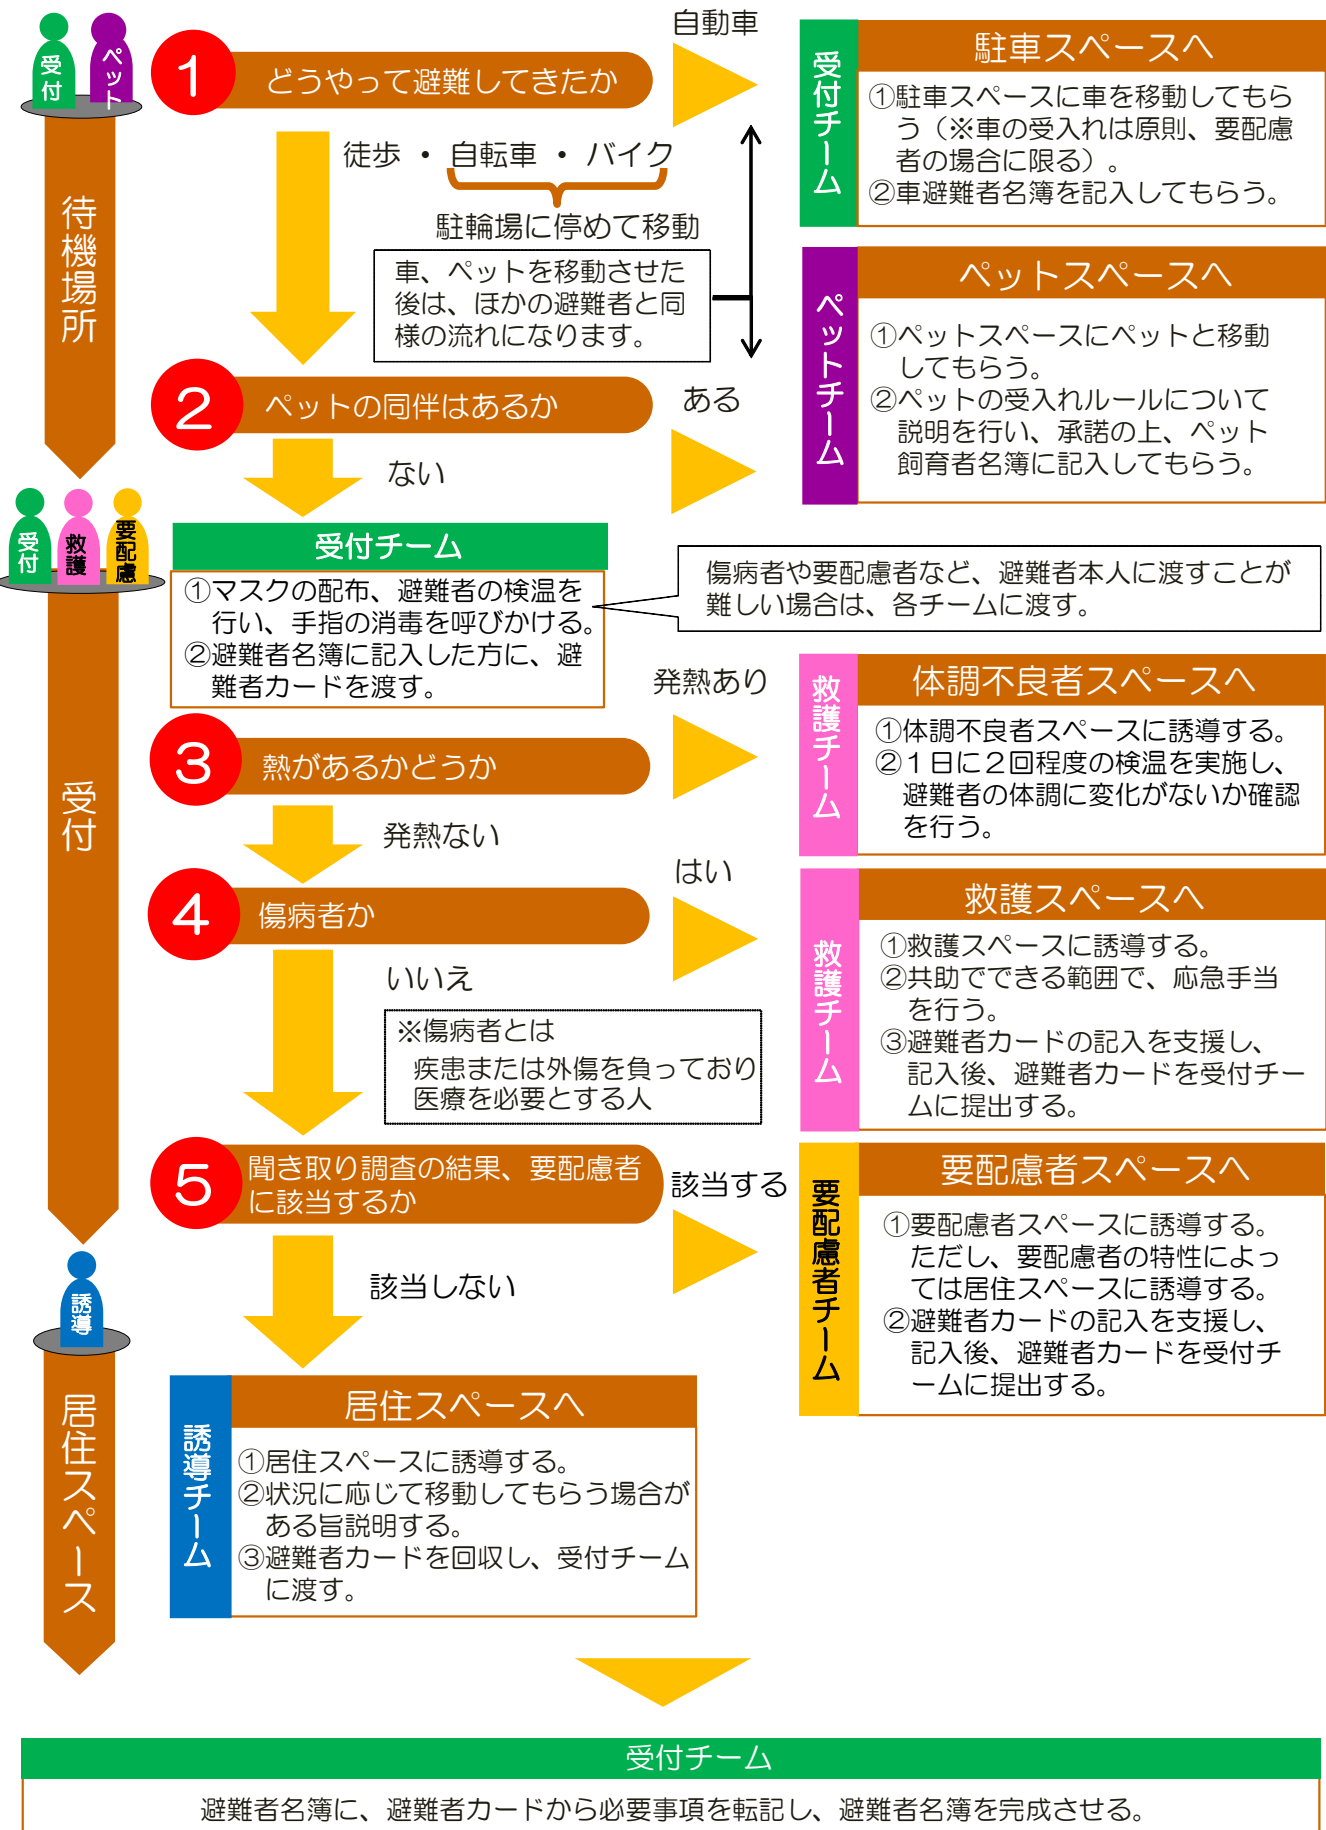 受付
ペット
待機場所
1
どうやって避難してきたか
自動車
徒歩 ・ 自転車 ・ バイク
駐輪場に停めて移動
車、ペットを移動させた
後は、ほかの避難者と同
様の流れになります。
受付チーム
駐車スペースへ
①駐車スペースに車を移動してもら
う（※車の受入れは原則、要配慮
者の場合に限る）。
②車避難者名簿を記入してもらう。
2
ペットの同伴はあるか
ある
ない
ペットチーム
ペットスペースへ
①ペットスペースにペットと移動
してもらう。
②ペットの受入れルールについて
説明を行い、承諾の上、ペット
飼育者名簿に記入してもらう。
受付
救護
要配慮
受付
受付チーム
①マスクの配布、避難者の検温を
行い、手指の消毒を呼びかける。
②避難者名簿に記入した方に、避
難者カードを渡す。
傷病者や要配慮者など、避難者本人に渡すことが
難しい場合は、各チームに渡す。
3
熱があるかどうか
発熱あり
発熱ない
救護チーム
体調不良者スペースへ
①体調不良者スペースに誘導する。
②１日に２回程度の検温を実施し、
避難者の体調に変化がないか確認
を行う。
4
傷病者か
はい
いいえ
※傷病者とは
疾患または外傷を負っており
医療を必要とする人
救護チーム
救護スペースへ
①救護スペースに誘導する。
②共助でできる範囲で、応急手当
を行う。
③避難者カードの記入を支援し、
記入後、避難者カードを受付チー
ムに提出する。
5
聞き取り調査の結果、要配慮者
に該当するか
該当する
該当しない
要配慮者チーム
要配慮者スペースへ
①要配慮者スペースに誘導する。
ただし、要配慮者の特性によっ
ては居住スペースに誘導する。
②避難者カードの記入を支援し、
記入後、避難者カードを受付チ
ームに提出する。
誘導
居住スペース
誘導チーム
居住スペースへ
①居住スペースに誘導する。
②状況に応じて移動してもらう場合が
ある旨説明する。
③避難者カードを回収し、受付チーム
に渡す。
受付チーム
避難者名簿に、避難者カードから必要事項を転記し、避難者名簿を完成させる。